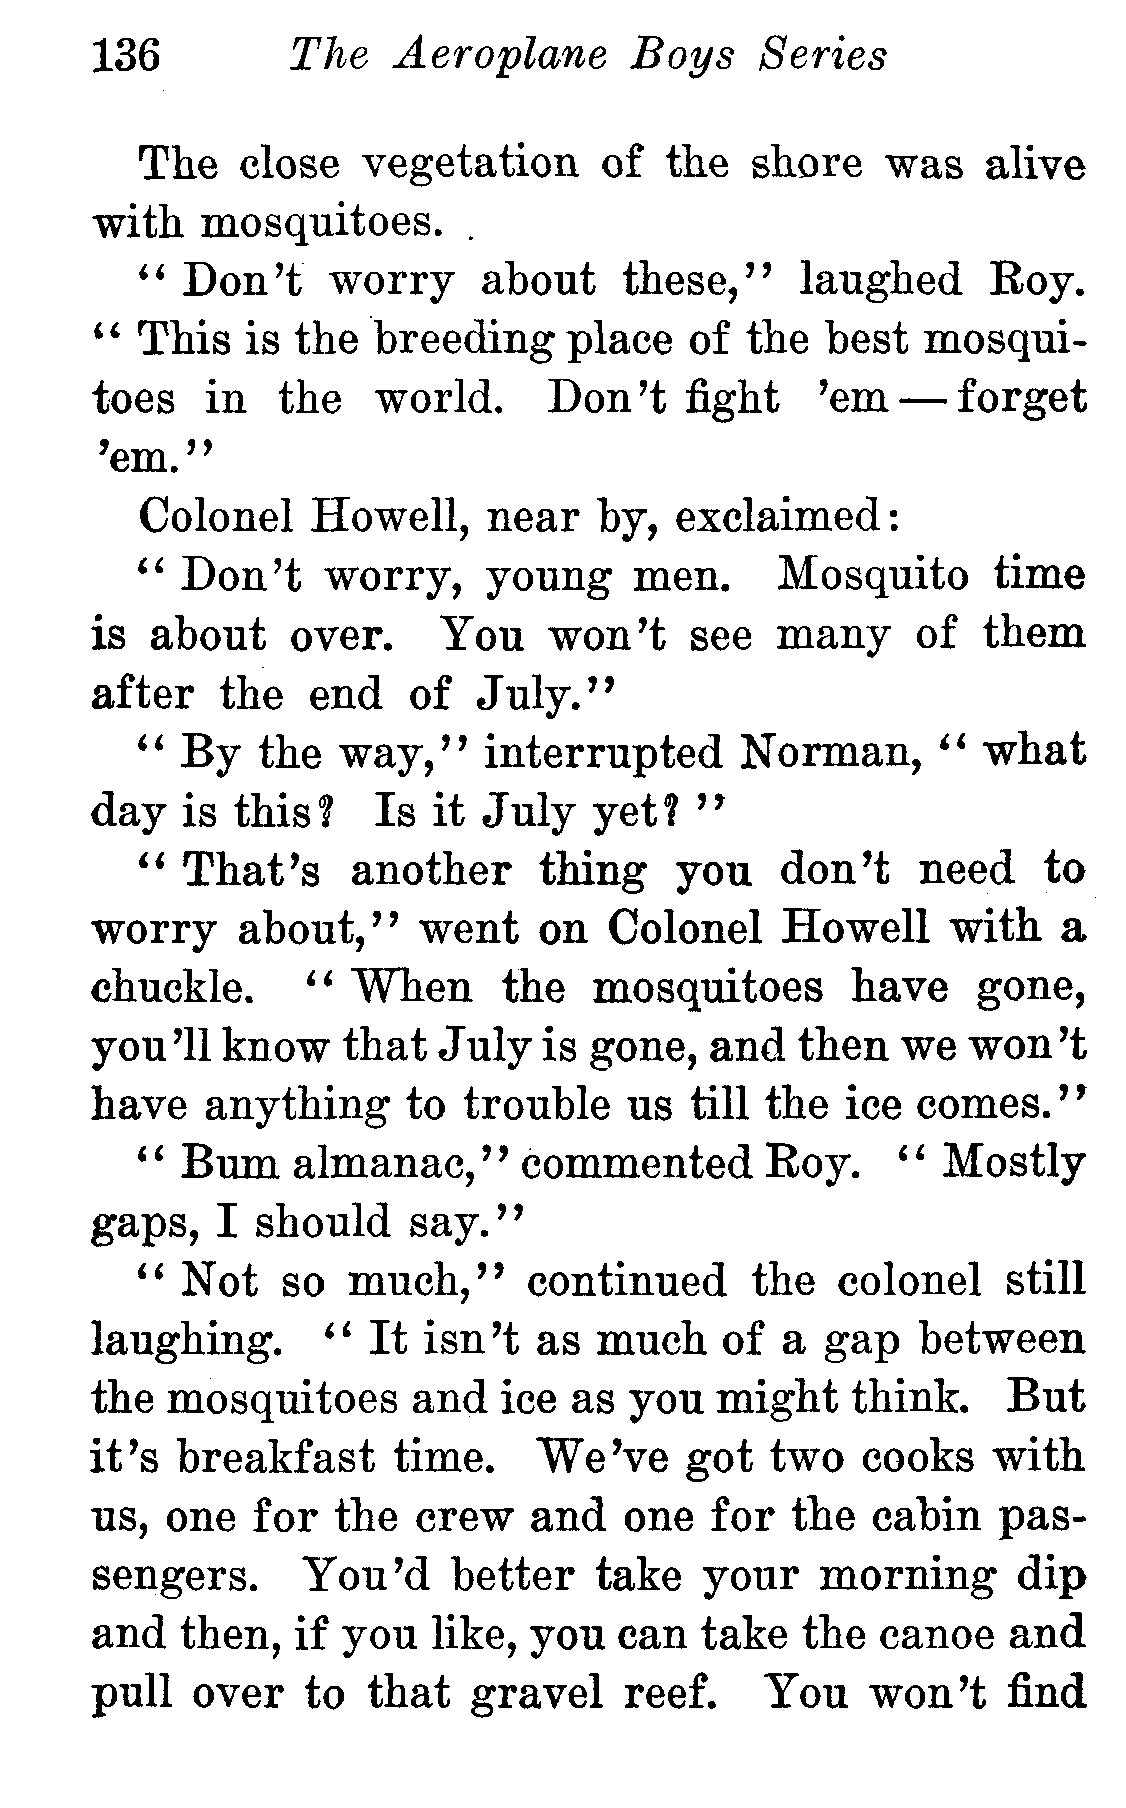 136 The Aeroplane Boys Series
The close vegetation of the shore was alive
with mosquitoes.
“ Don’t worry about these,” laughed Roy.
“ This is the breeding place of the best mosqui-
toes in the world. Don’t fight ’em — forget
’em.”
Colonel Howell, near by, exclaimed:
“ Don’t worry, young men. Mosquito time
is about over. You won’t see many of them
after the end of July.”
“ By the way,” interrupted Norman, “ what
day is this? Is it July yet? ”
“ That’s another thing you don’t need to
worry about,” went on Colonel Howell with a
chuckle. “ When the mosquitoes have gone,
you’ll know that July is gone, and then we won’t
have anything to trouble us till the ice comes.”
“ Bum almanac,” commented Roy. “ Mostly
gaps, I should say.”
“ Not so much,” continued the colonel still
laughing. “ It isn’t as much of a gap between
the mosquitoes and ice as you might think. But
it’s breakfast time. We’ve got two cooks with
us, one for the crew and one for the cabin pas-
sengers. You’d better take your morning dip
and then, if you like, you can take the canoe and
pull over to that gravel reef. You won’t find